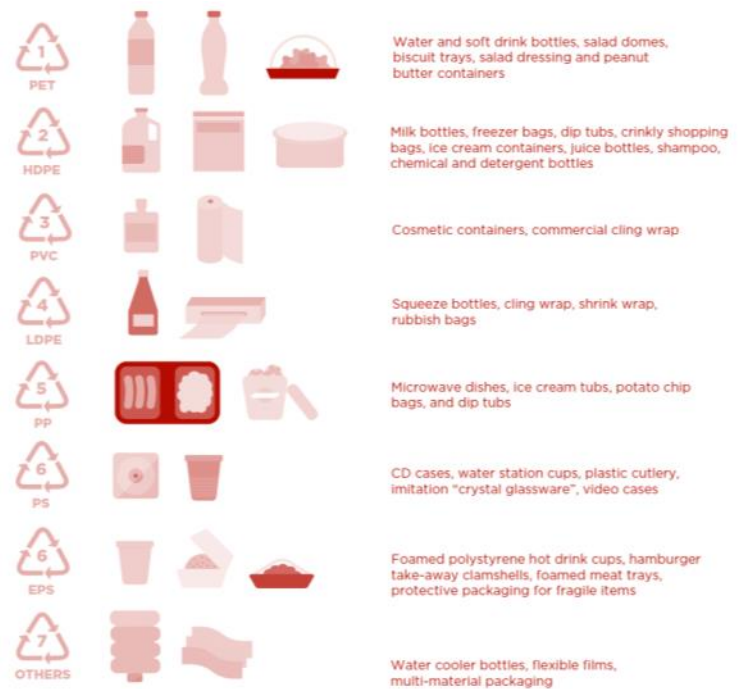 1
PET
Water and soft drink bottles, salad domes,
biscuit trays, salad dressing and peanut
butter containers
2
HDPE
Milk bottles, freezer bags, dip tubs, crinkly shopping
bags, ice cream containers, juice bottles, shampoo,
chemical and detergent bottles
3
PVC
Cosmetic containers, commercial cling wrap
4
LDPE
Squeeze bottles, cling wrap, shrink wrap,
rubbish bags
5
PP
Microwave dishes, ice cream tubs, potato chip
bags, and dip tubs
6
PS
CD cases, water station cups, plastic cutlery,
imitation “crystal glassware”, video cases
6
EPS
Foamed polystyrene hot drink cups, hamburger
take-away clamshells, foamed meat trays,
protective packaging for fragile items
7
OTHERS
Water cooler bottles, flexible films,
multi-material packaging